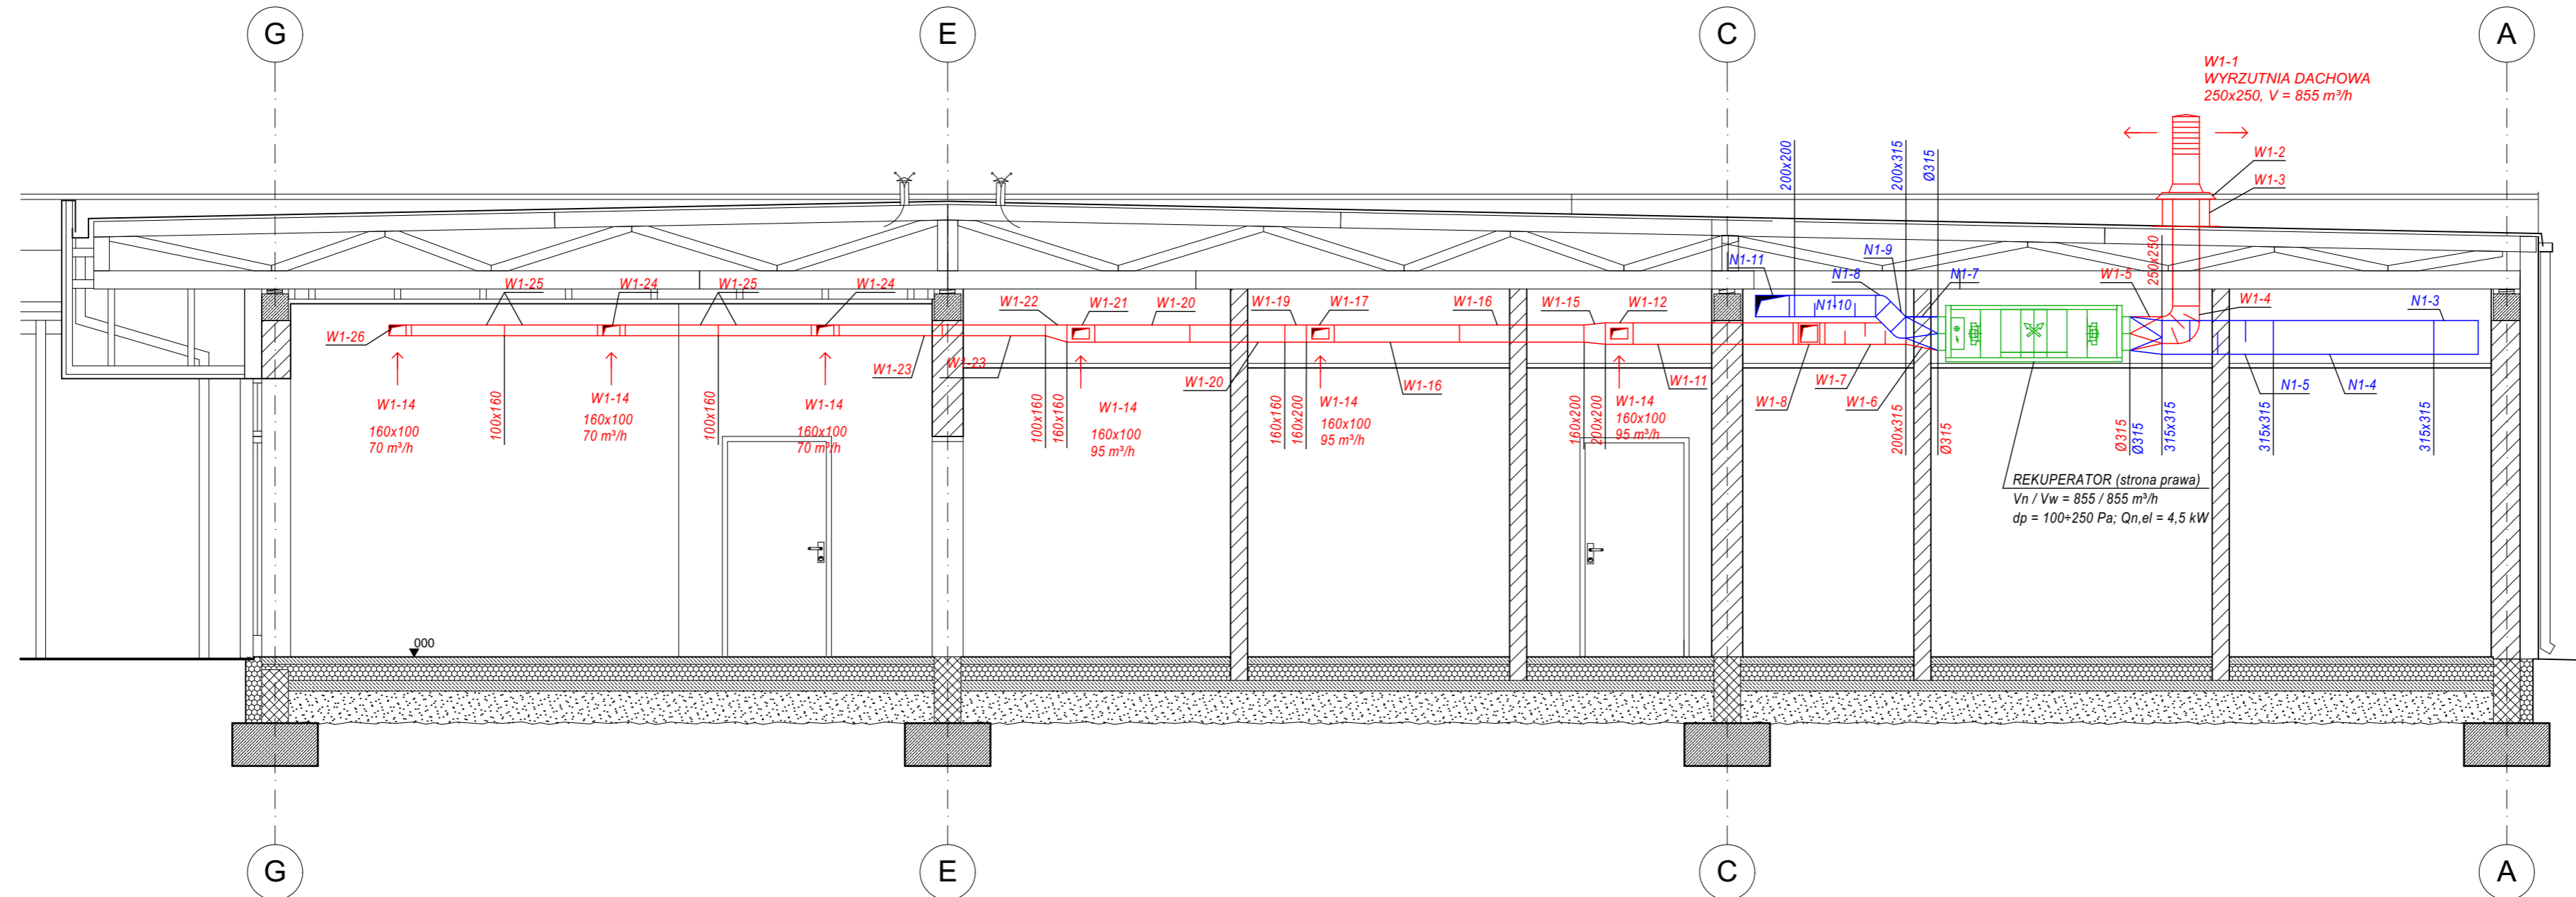 G
E
C
A
W1-1
WYRZUTNIA DACHOWA
250x250, V = 855 m³/h
W1-2
W1-3
200x200
200x315
Ø315
250x250
N1-11
N1-8
N1-9
N1-7
N1-10
W1-5
W1-4
N1-3
W1-26
W1-25
W1-24
W1-25
W1-24
W1-22
W1-21
W1-20
W1-19
W1-17
W1-16
W1-15
W1-12
W1-23
W1-23
W1-20
W1-16
W1-11
W1-8
W1-7
W1-6
N1-5
N1-4
W1-14
160x100
70 m³/h
100x160
W1-14
160x100
70 m³/h
100x160
W1-14
160x100
70 m³/h
100x160
160x160
W1-14
160x100
95 m³/h
160x160
160x200
W1-14
160x100
95 m³/h
160x200
200x200
W1-14
160x100
95 m³/h
200x315
Ø315
Ø315
Ø315
315x315
315x315
315x315
REKUPERATOR (strona prawa)
Vn / Vw = 855 / 855 m³/h
dp = 100÷250 Pa; Qn,el = 4,5 kW
000
G
E
C
A